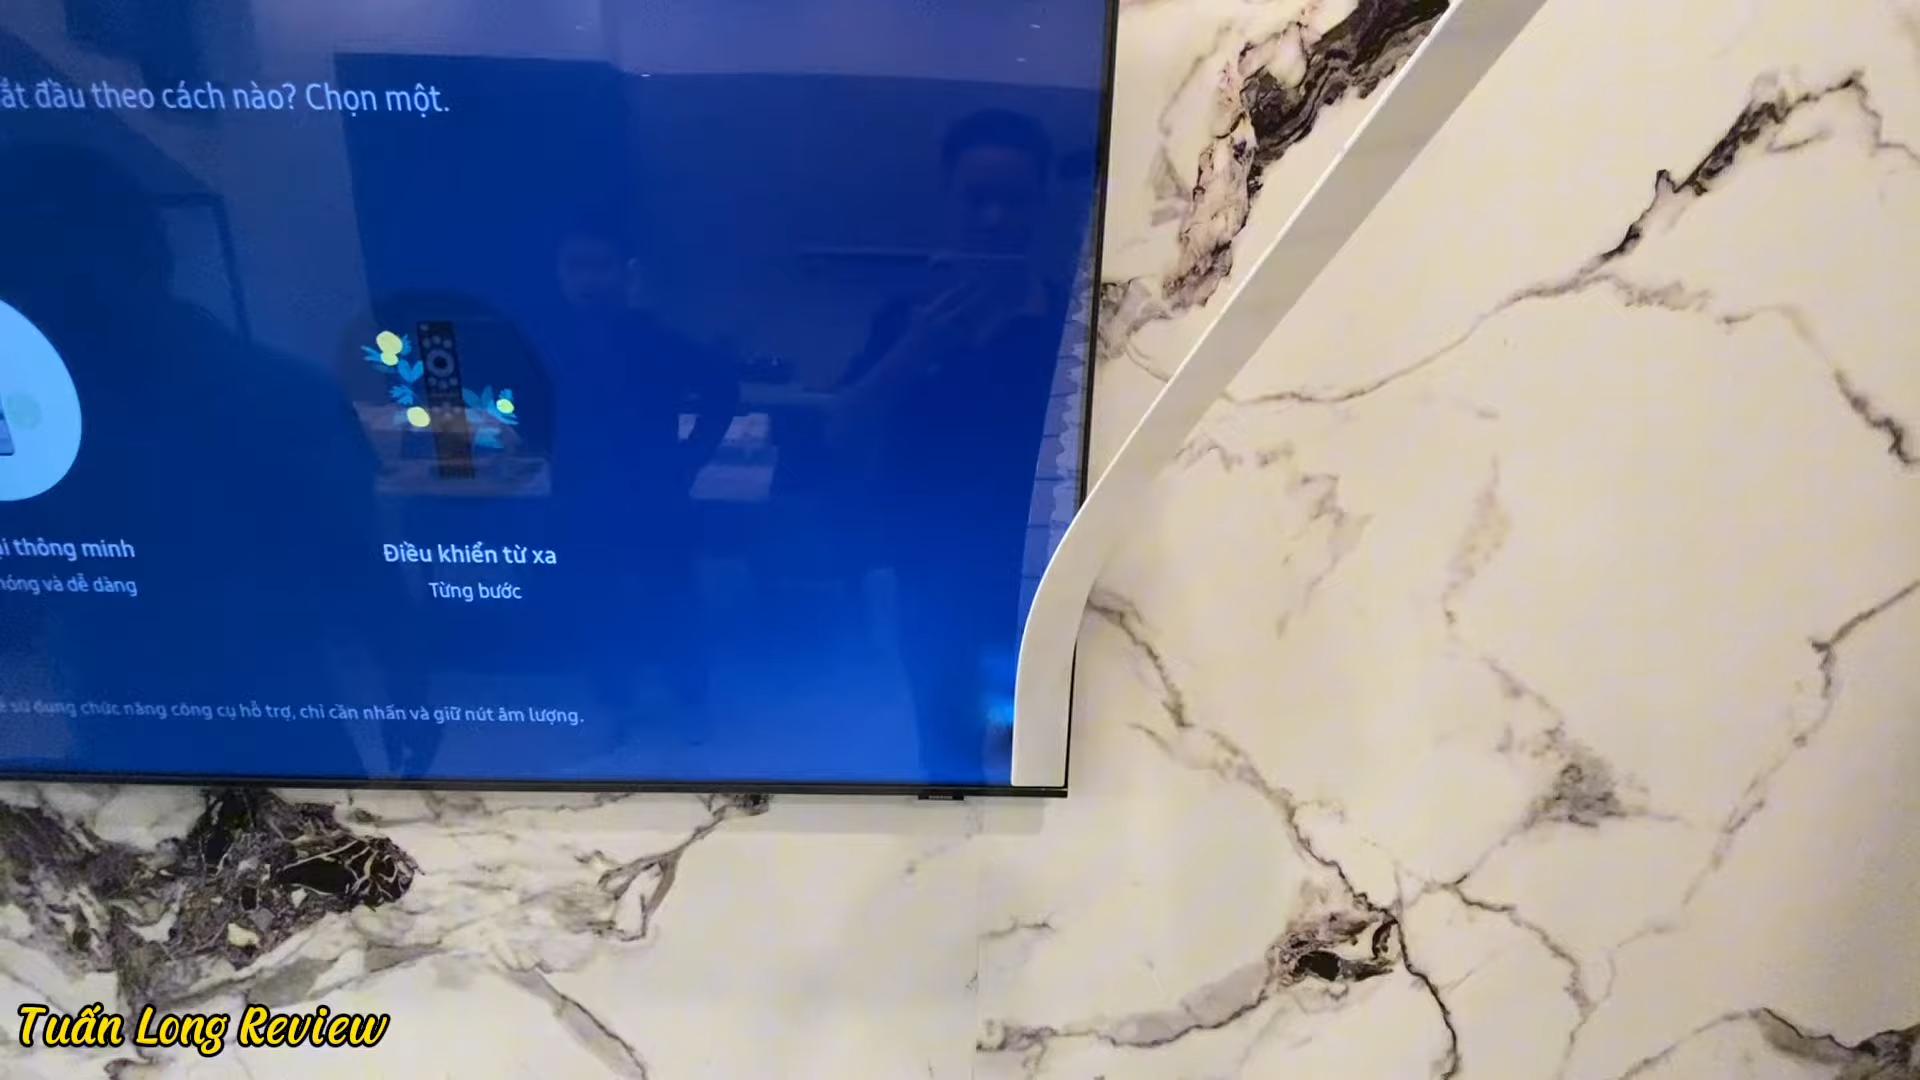 ắt đầu theo cách nào? Chọn một.
i thông minh
hóng và dễ dàng
Điều khiển từ xa
Từng bước
sử dụng chức năng công cụ hỗ trợ, chỉ cần nhấn và giữ nút âm lượng.
Tuấn Long Review